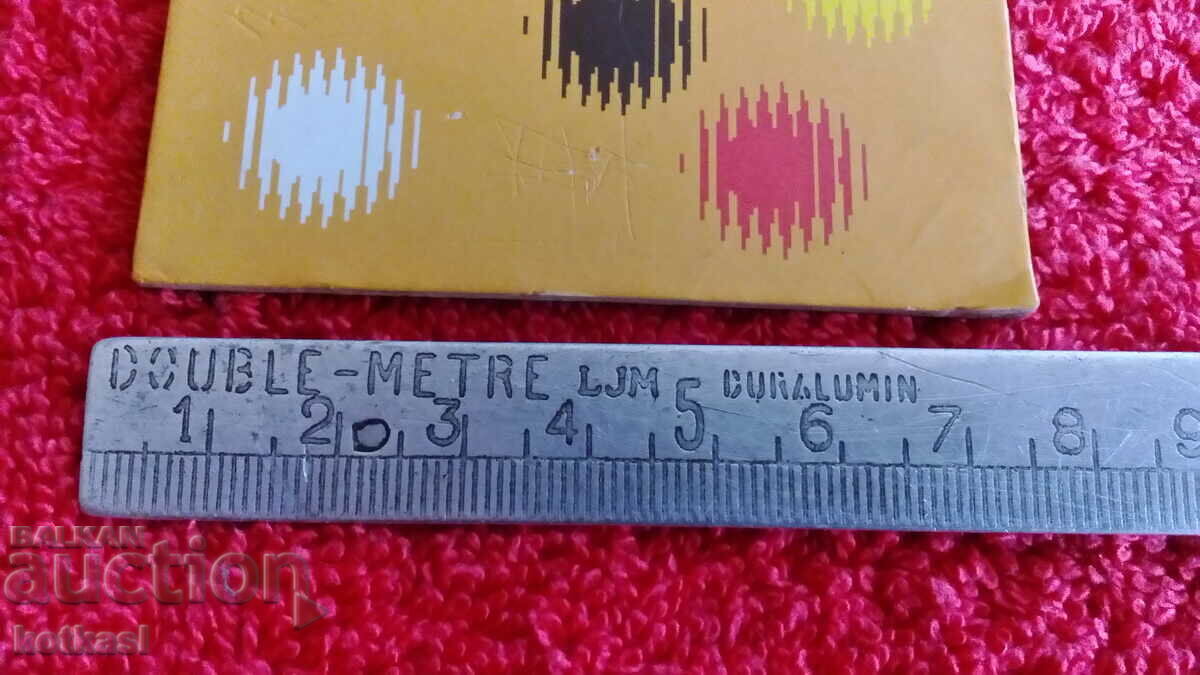 DOUBLE-METRE LJM DURALUMIN
1 2 3 4 5 6 7 8 9
BALKAN
auction
kotkasl